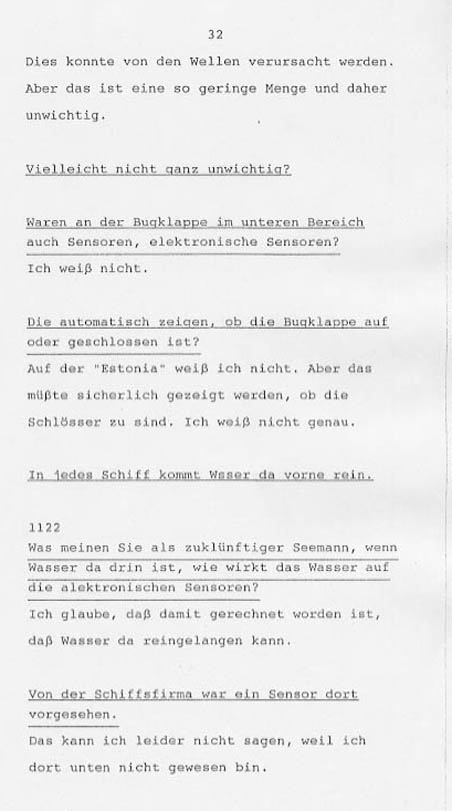 32
Dies konnte von den Wellen verursacht werden.
Aber das ist eine so geringe Menge und daher
unwichtig.
Vielleicht nicht ganz unwichtig?
Waren an der Bugklappe im unteren Bereich
auch Sensoren, elektronische Sensoren?
Ich weiß nicht.
Die automatisch zeigen, ob die Bugklappe auf
oder geschlossen ist?
Auf der "Estonia" weiß ich nicht. Aber das
müßte sicherlich gezeigt werden, ob die
Schlösser zu sind. Ich weiß nicht genau.
In jedes Schiff kommt Wsser da vorne rein.
1122
Was meinen Sie als zuklünftiger Seemann, wenn
Wasser da drin ist, wie wirkt das Wasser auf
die alektronischen Sensoren?
Ich glaube, daß damit gerechnet worden ist,
daß Wasser da reingelangen kann.
Von der Schiffsfirma war ein Sensor dort
vorgesehen.
Das kann ich leider nicht sagen, weil ich
dort unten nicht gewesen bin.